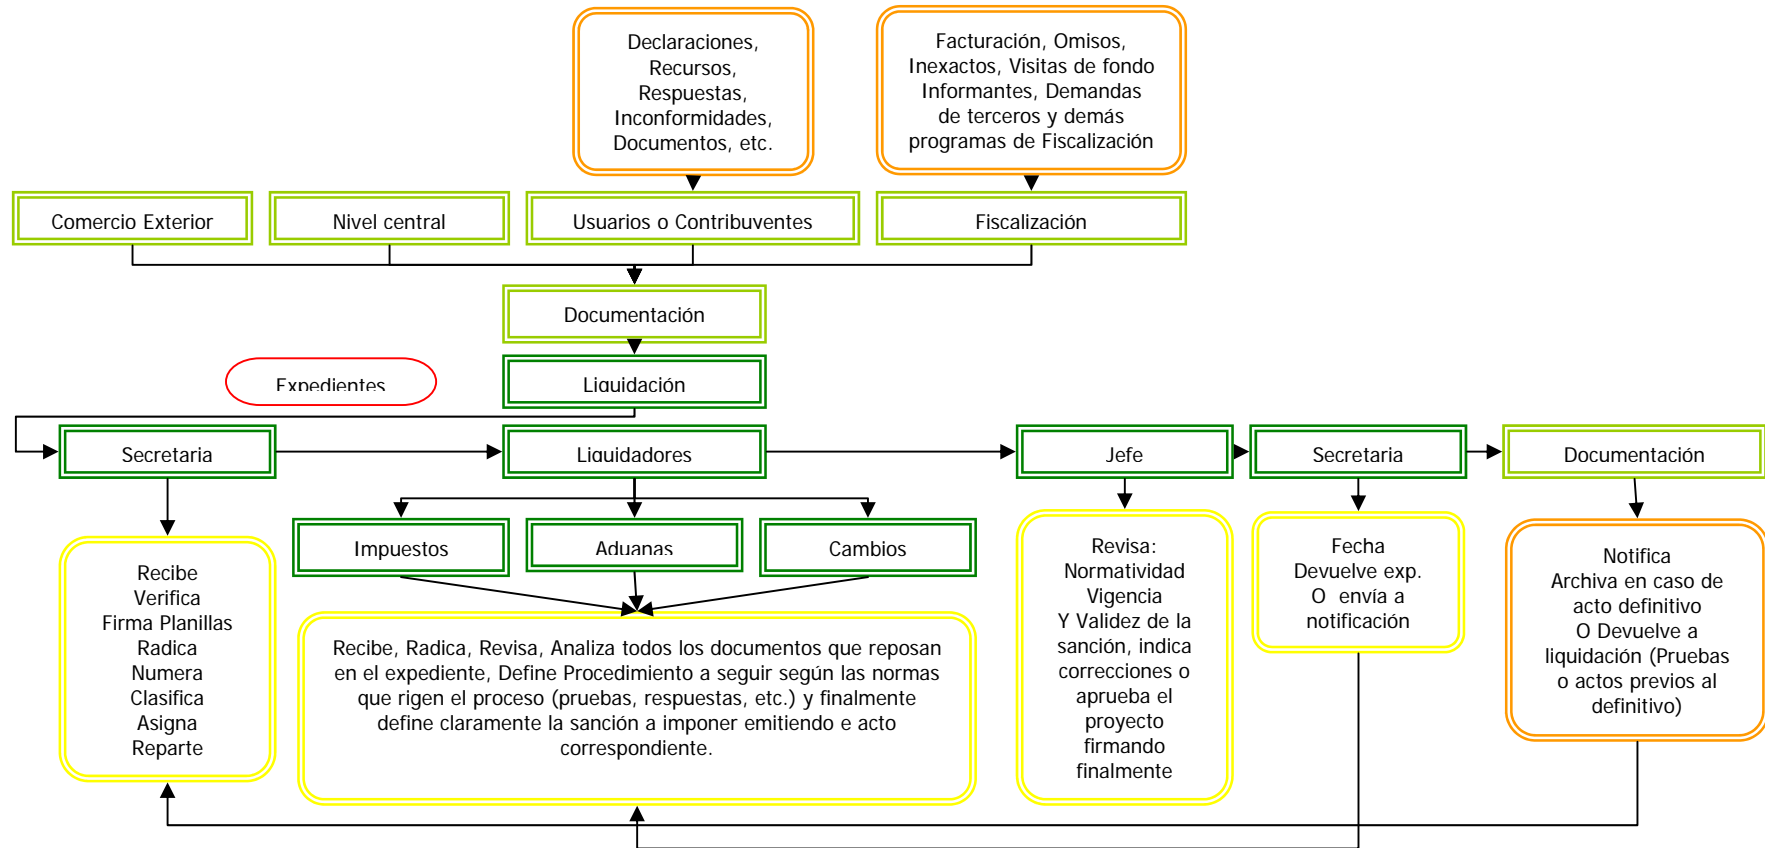 Declaraciones,
Recursos,
Respuestas,
Inconformidades,
Documentos, etc.
Facturación, Omisos,
Inexactos, Visitas de fondo
Informantes, Demandas
de terceros y demás
programas de Fiscalización
Comercio Exterior
Nivel central
Usuarios o Contribuyentes
Fiscalización
Documentación
Expedientes
Liquidación
Secretaria
Liquidadores
Jefe
Secretaria
Documentación
Impuestos
Aduanas
Cambios
Recibe
Verifica
Firma Planillas
Radica
Numera
Clasifica
Asigna
Reparte
Recibe, Radica, Revisa, Analiza todos los documentos que reposan
en el expediente, Define Procedimiento a seguir según las normas
que rigen el proceso (pruebas, respuestas, etc.) y finalmente
define claramente la sanción a imponer emitiendo e acto
correspondiente.
Revisa:
Normatividad
Vigencia
Y Validez de la
sanción, indica
correcciones o
aprueba el
proyecto
firmando
finalmente
Fecha
Devuelve exp.
O envía a
notificación
Notifica
Archiva en caso de
acto definitivo
O Devuelve a
liquidación (Pruebas
o actos previos al
definitivo)